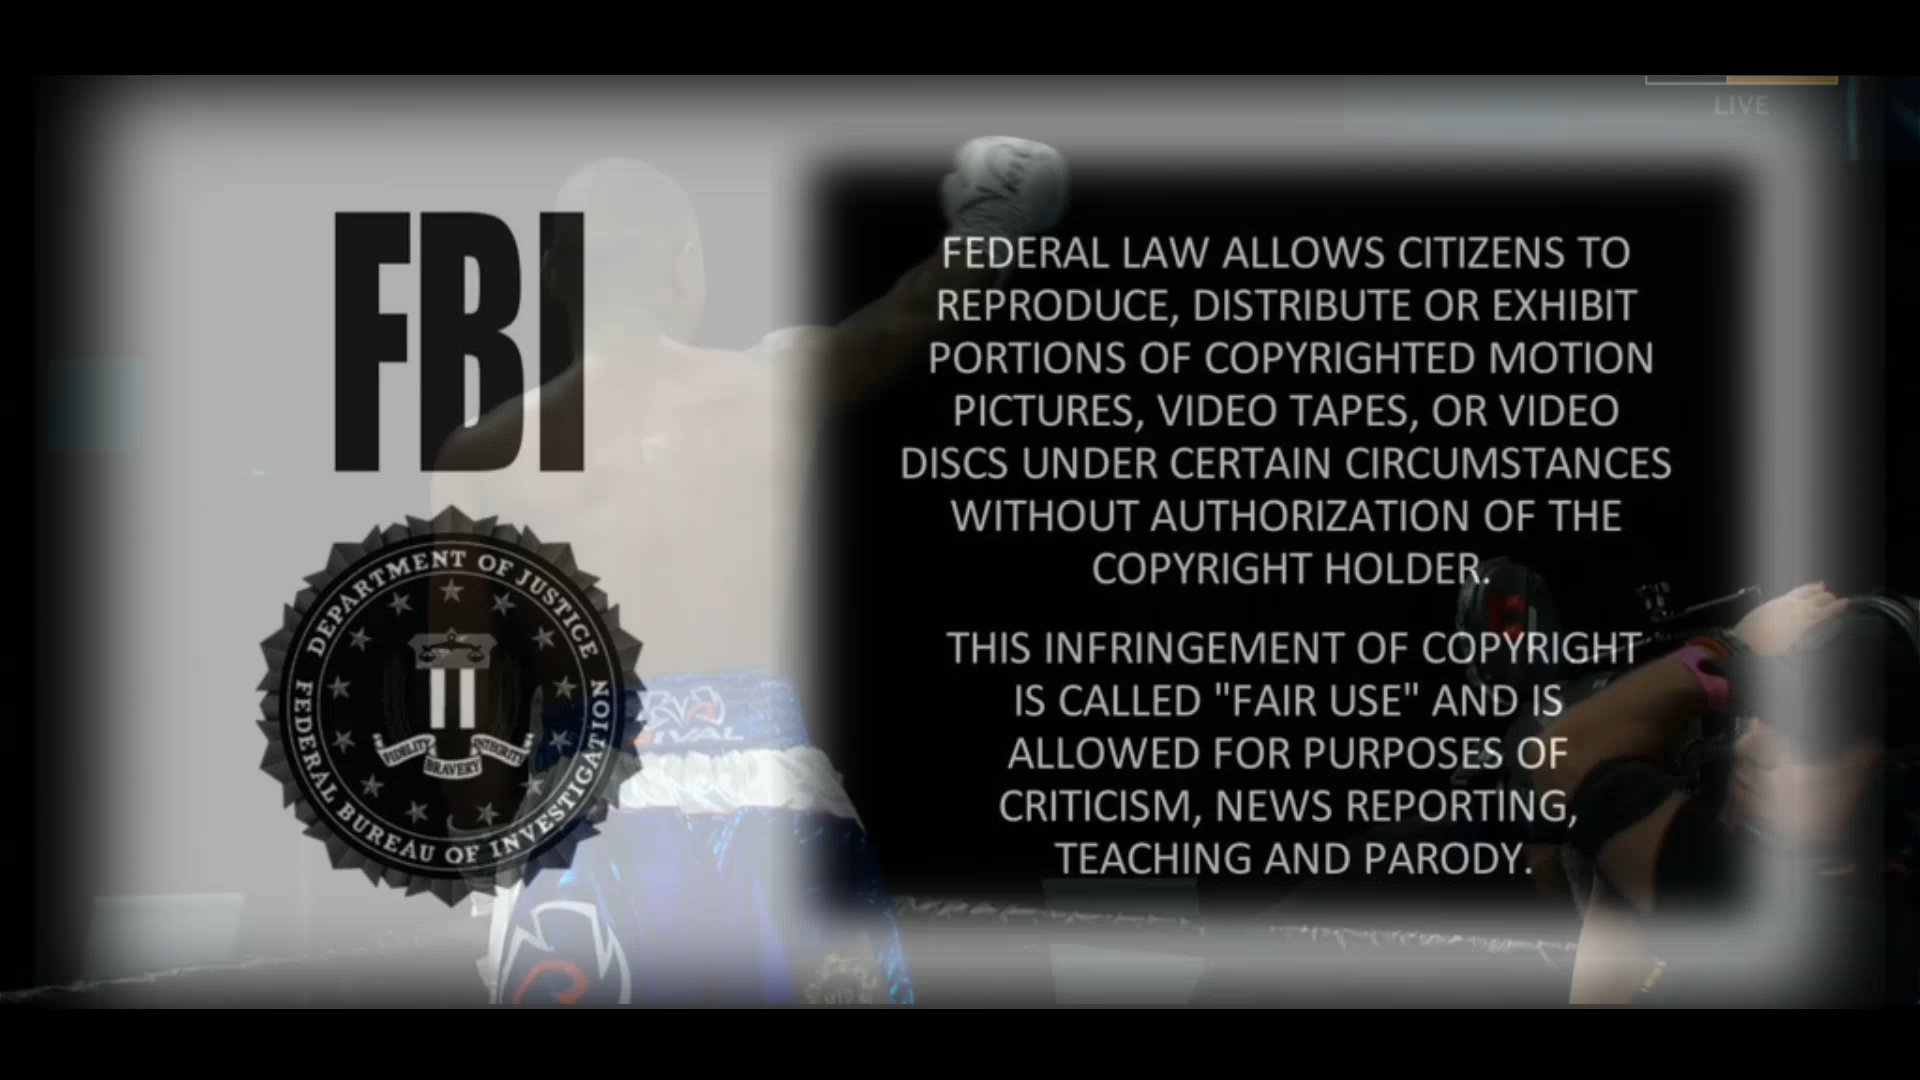 LIVE
FBI
FEDERAL LAW ALLOWS CITIZENS TO
REPRODUCE, DISTRIBUTE OR EXHIBIT
PORTIONS OF COPYRIGHTED MOTION
PICTURES, VIDEO TAPES, OR VIDEO
DISCS UNDER CERTAIN CIRCUMSTANCES
WITHOUT AUTHORIZATION OF THE
COPYRIGHT HOLDER.
THIS INFRINGEMENT OF COPYRIGHT
IS CALLED "FAIR USE" AND IS
ALLOWED FOR PURPOSES OF
CRITICISM, NEWS REPORTING,
TEACHING AND PARODY.
DEPARTMENT OF JUSTICE
FEDERAL BUREAU OF INVESTIGATION
FIDELITY
BRAVERY
INTEGRITY
RIVAL